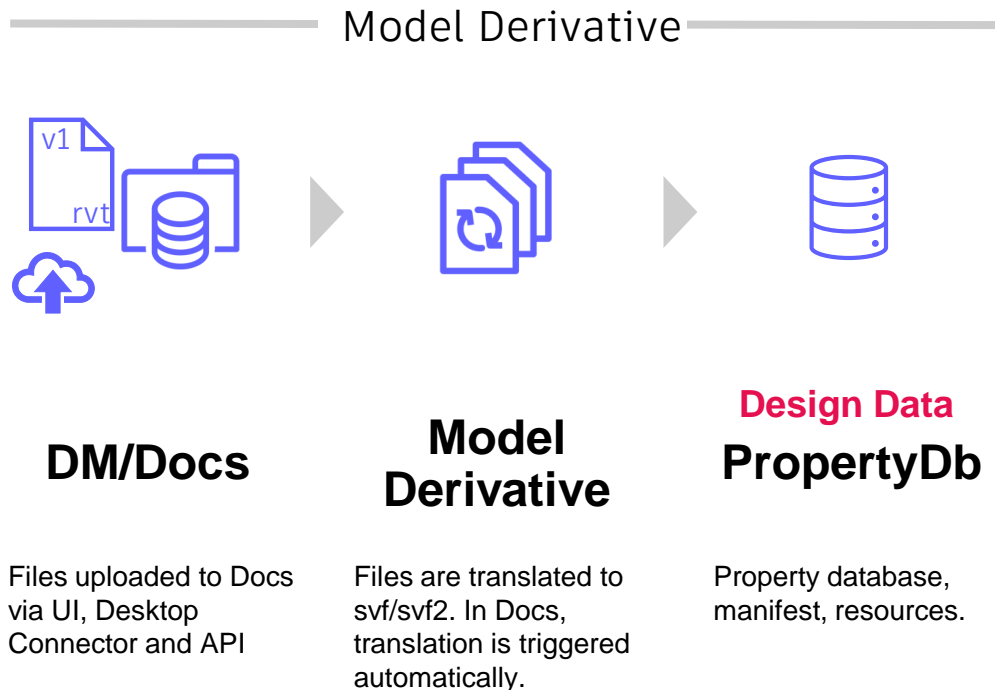 Model Derivative
v1
rvt
DM/Docs
Files uploaded to Docs
via UI, Desktop
Connector and API
Model
Derivative
Files are translated to
svf/svf2. In Docs,
translation is triggered
automatically.
Design Data
PropertyDb
Property database,
manifest, resources.